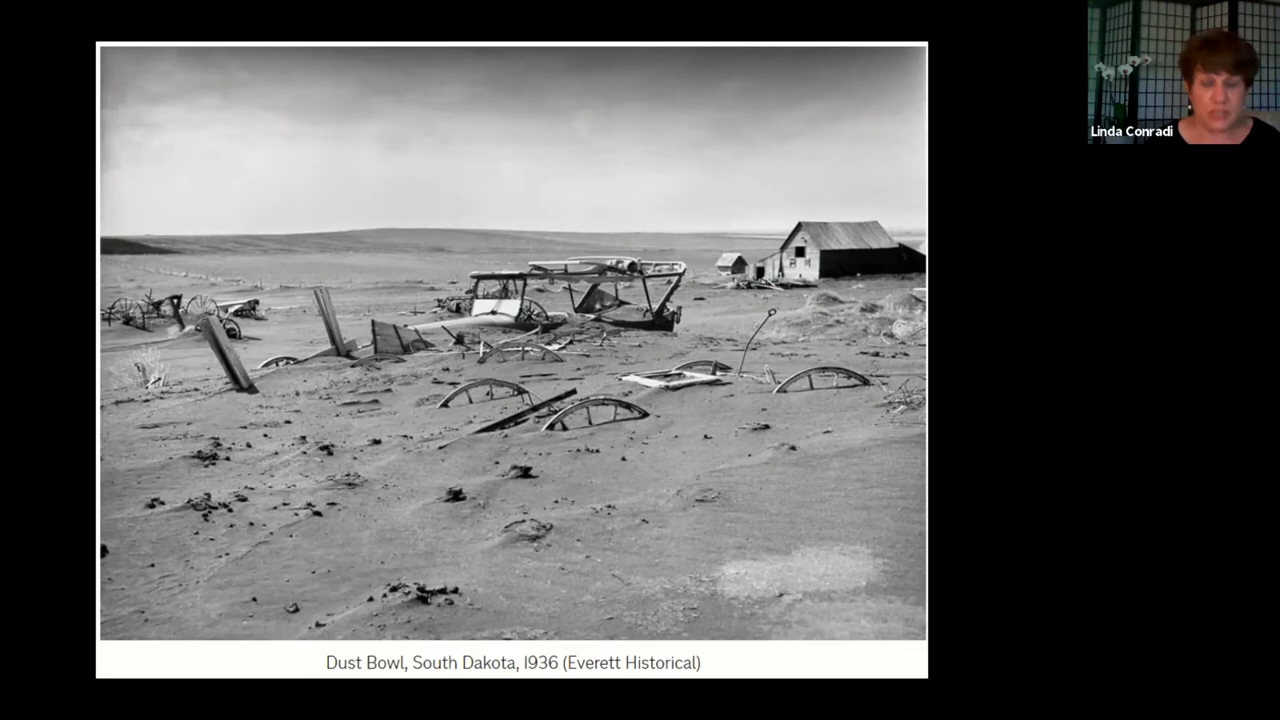 Linda Conradi
Dust Bowl, South Dakota, 1936 (Everett Historical)